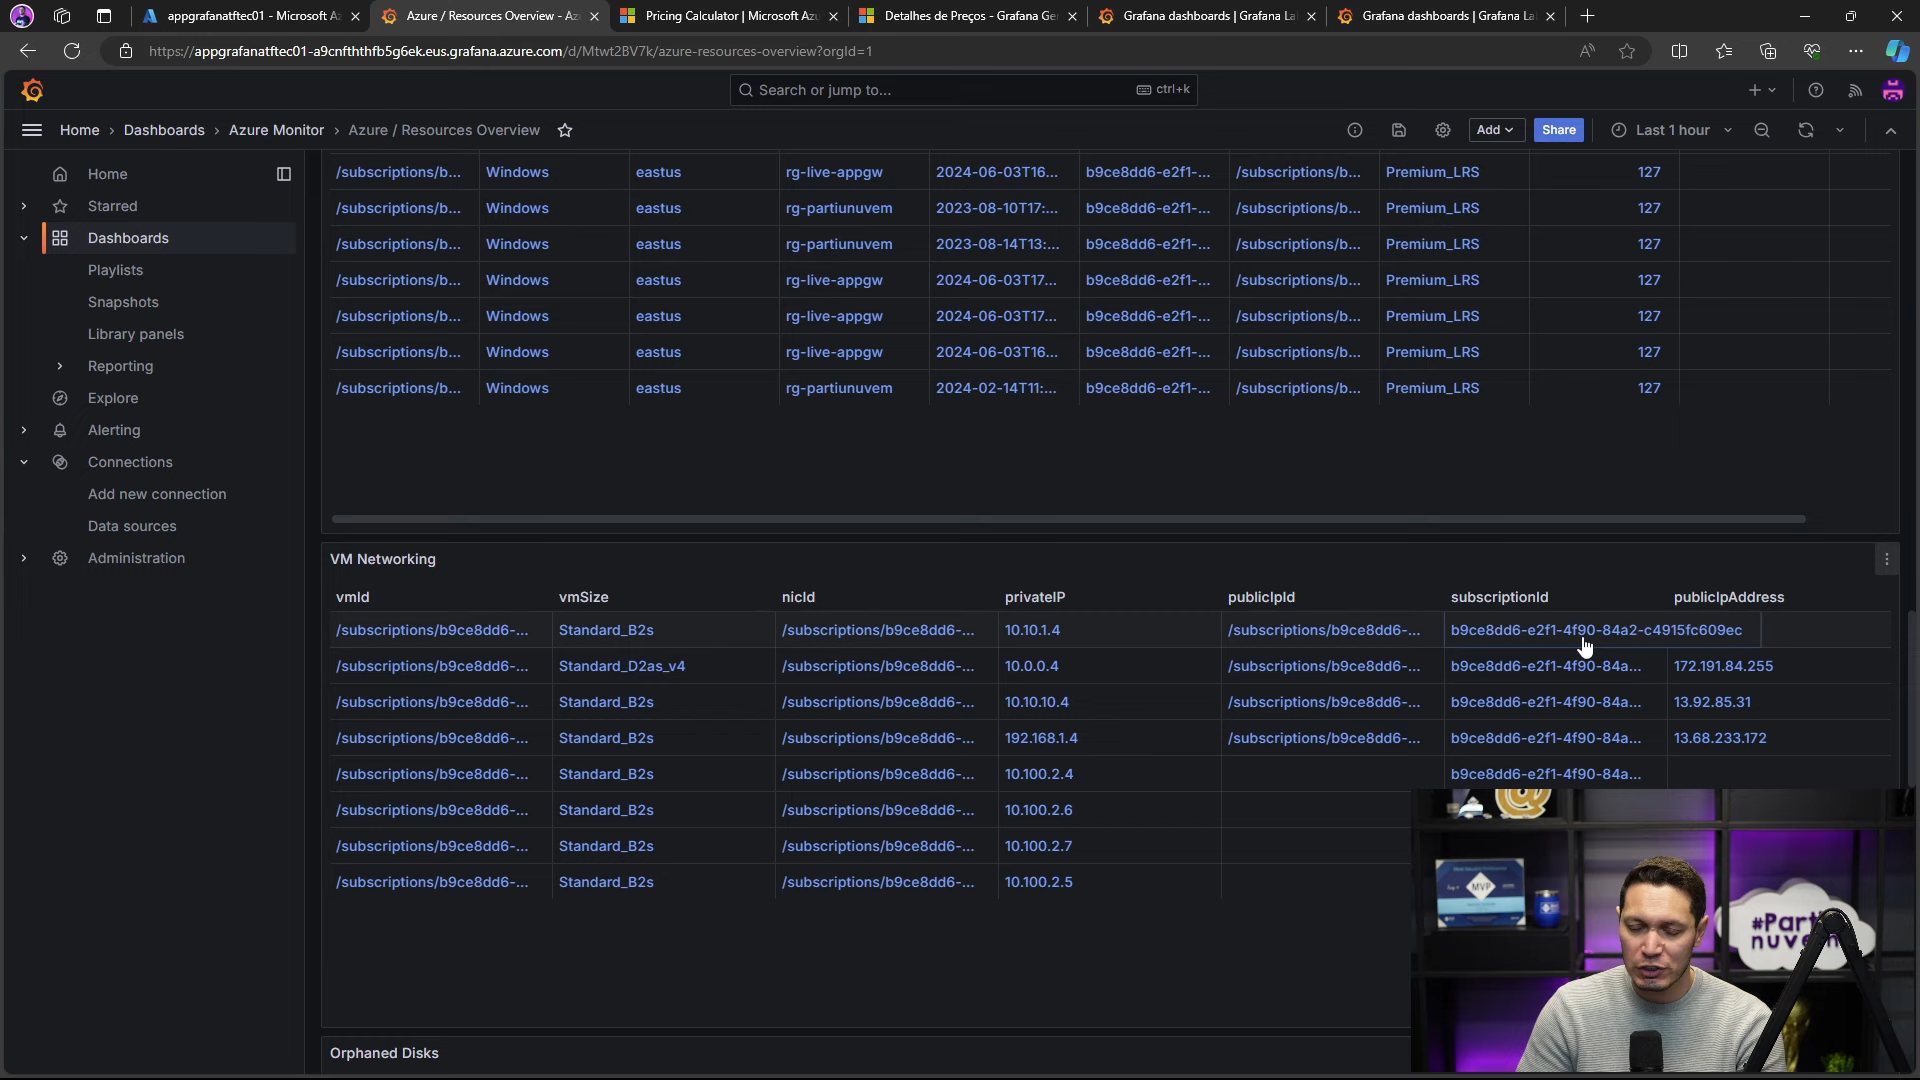 appgrafanatftec01 - Microsoft Az
Azure / Resources Overview - Az
Pricing Calculator | Microsoft Azu
Detalhes de Preços - Grafana Ger
Grafana dashboards | Grafana La
Grafana dashboards | Grafana La
https://appgrafanatftec01-a9cnfththfb5g6ek.eus.grafana.azure.com/d/Mtwt2BV7k/azure-resources-overview?orgId=1
Search or jump to... ctrl+k
Home › Dashboards › Azure Monitor › Azure / Resources Overview
Add Share Last 1 hour
Home
Starred
Dashboards
Playlists
Snapshots
Library panels
Reporting
Explore
Alerting
Connections
Add new connection
Data sources
Administration
/subscriptions/b... Windows eastus rg-live-appgw 2024-06-03T16... b9ce8dd6-e2f1-... /subscriptions/b... Premium_LRS 127
/subscriptions/b... Windows eastus rg-partiunuvem 2023-08-10T17:... b9ce8dd6-e2f1-... /subscriptions/b... Premium_LRS 127
/subscriptions/b... Windows eastus rg-partiunuvem 2023-08-14T13:... b9ce8dd6-e2f1-... /subscriptions/b... Premium_LRS 127
/subscriptions/b... Windows eastus rg-live-appgw 2024-06-03T17... b9ce8dd6-e2f1-... /subscriptions/b... Premium_LRS 127
/subscriptions/b... Windows eastus rg-live-appgw 2024-06-03T17... b9ce8dd6-e2f1-... /subscriptions/b... Premium_LRS 127
/subscriptions/b... Windows eastus rg-live-appgw 2024-06-03T16... b9ce8dd6-e2f1-... /subscriptions/b... Premium_LRS 127
/subscriptions/b... Windows eastus rg-partiunuvem 2024-02-14T11:... b9ce8dd6-e2f1-... /subscriptions/b... Premium_LRS 127
VM Networking
vmId vmSize nicId privateIP publicIpId subscriptionId publicIpAddress
/subscriptions/b9ce8dd6-... Standard_B2s /subscriptions/b9ce8dd6-... 10.10.1.4 /subscriptions/b9ce8dd6-... b9ce8dd6-e2f1-4f90-84a2-c4915fc609ec
/subscriptions/b9ce8dd6-... Standard_D2as_v4 /subscriptions/b9ce8dd6-... 10.0.0.4 /subscriptions/b9ce8dd6-... b9ce8dd6-e2f1-4f90-84a... 172.191.84.255
/subscriptions/b9ce8dd6-... Standard_B2s /subscriptions/b9ce8dd6-... 10.10.10.4 /subscriptions/b9ce8dd6-... b9ce8dd6-e2f1-4f90-84a... 13.92.85.31
/subscriptions/b9ce8dd6-... Standard_B2s /subscriptions/b9ce8dd6-... 192.168.1.4 /subscriptions/b9ce8dd6-... b9ce8dd6-e2f1-4f90-84a... 13.68.233.172
/subscriptions/b9ce8dd6-... Standard_B2s /subscriptions/b9ce8dd6-... 10.100.2.4 b9ce8dd6-e2f1-4f90-84a...
/subscriptions/b9ce8dd6-... Standard_B2s /subscriptions/b9ce8dd6-... 10.100.2.6
/subscriptions/b9ce8dd6-... Standard_B2s /subscriptions/b9ce8dd6-... 10.100.2.7
/subscriptions/b9ce8dd6-... Standard_B2s /subscriptions/b9ce8dd6-... 10.100.2.5
Orphaned Disks
MVP
#Parti
nuvem